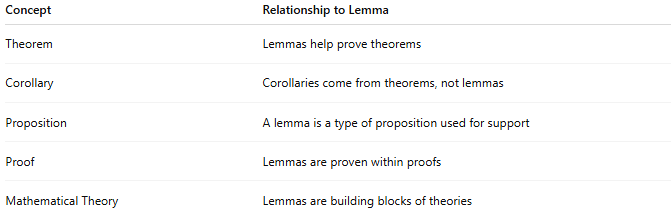 Concept Relationship to Lemma
Theorem Lemmas help prove theorems
Corollary Corollaries come from theorems, not lemmas
Proposition A lemma is a type of proposition used for support
Proof Lemmas are proven within proofs
Mathematical Theory Lemmas are building blocks of theories